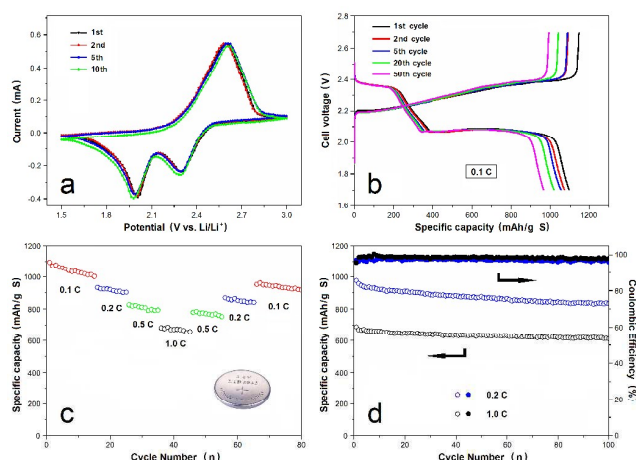 1st
2nd
5th
10th
a
Current (mA)
0.6
0.4
0.2
0.0
-0.2
-0.4
1.5 1.8 2.1 2.4 2.7 3.0
Potential (V vs. Li/Li+)
1st cycle
2nd cycle
5th cycle
20th cycle
50th cycle
0.1 C
b
Cell voltage (V)
2.8
2.6
2.4
2.2
2.0
1.8
1.6
0 200 400 600 800 1000 1200
Specific capacity (mAh/g S)
Specific capacity (mAh/g S)
1200
1000
800
600
400
200
0
0.1 C
0.2 C
0.5 C
1.0 C
0.5 C
0.2 C
0.1 C
c
0 20 40 60 80
Cycle Number (n)
Specific capacity (mAh/g S)
1200
1000
800
600
400
200
0
0.2 C
1.0 C
d
0 20 40 60 80 100
Cycle Number (n)
100
80
60
40
20
0
Coulombic Efficiency (%)